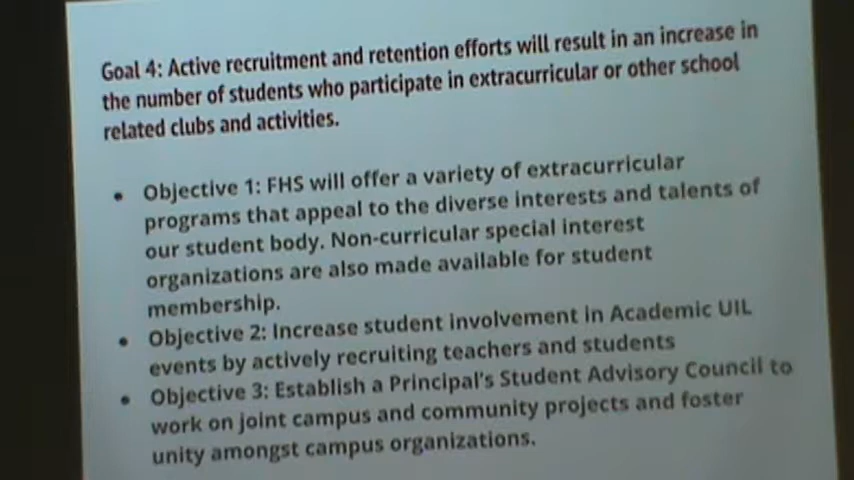 Goal 4: Active recruitment and retention efforts will result in an increase in
the number of students who participate in extracurricular or other school
related clubs and activities.
• Objective 1: FHS will offer a variety of extracurricular
programs that appeal to the diverse interests and talents of
our student body. Non-curricular special interest
organizations are also made available for student
membership.
• Objective 2: Increase student involvement in Academic UIL
events by actively recruiting teachers and students
• Objective 3: Establish a Principal's Student Advisory Council to
work on joint campus and community projects and foster
unity amongst campus organizations.